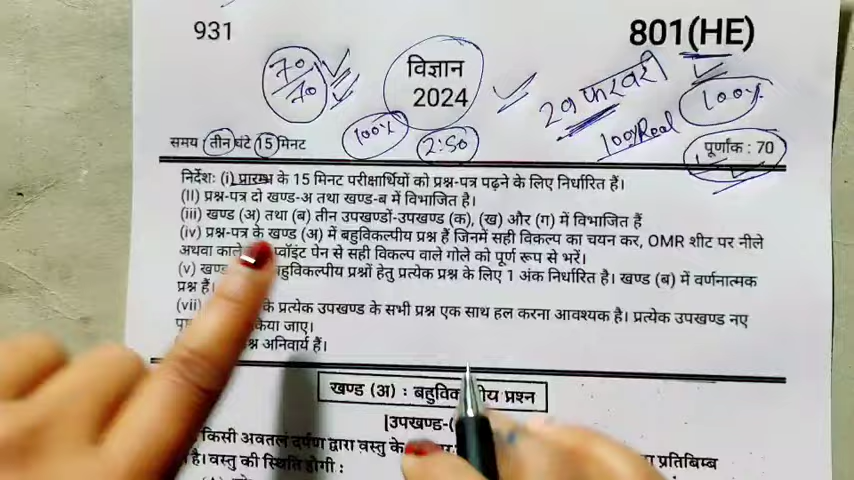 931
801(HE)
70/70
विज्ञान
2024
29 फरवरी
100%
100% Real
100%
2:50
समय तीन घंटे 15 मिनट
पूर्णांक : 70
निर्देशः (i) प्रारम्भ के 15 मिनट परीक्षार्थियों को प्रश्न-पत्र पढ़ने के लिए निर्धारित हैं।
(II) प्रश्न-पत्र दो खण्ड-अ तथा खण्ड-ब में विभाजित है।
(iii) खण्ड (अ) तथा (ब) तीन उपखण्डों-उपखण्ड (क), (ख) और (ग) में विभाजित हैं
(iv) प्रश्न-पत्र के खण्ड (अ) में बहुविकल्पीय प्रश्न हैं जिनमें सही विकल्प का चयन कर, OMR शीट पर नीले
अथवा काले प्वॉइंट पेन से सही विकल्प वाले गोले को पूर्ण रूप से भरें।
(v) खण्ड बहुविकल्पीय प्रश्नों हेतु प्रत्येक प्रश्न के लिए 1 अंक निर्धारित है। खण्ड (ब) में वर्णनात्मक
प्रश्न हैं।
(vii) के प्रत्येक उपखण्ड के सभी प्रश्न एक साथ हल करना आवश्यक है। प्रत्येक उपखण्ड नए
किया जाए।
अनिवार्य हैं।
खण्ड (अ) : बहुविकल्पीय प्रश्न
[उपखण्ड-(
किसी अवतल दर्पण द्वारा वस्तु के प्रतिबिम्ब
है। वस्तु की स्थिति होगी :